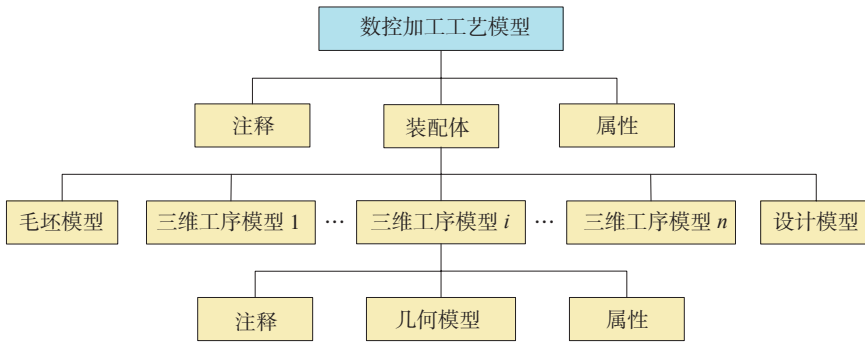 数控加工工艺模型
注释 装配体 属性
毛坯模型 三维工序模型 1 … 三维工序模型 i … 三维工序模型 n 设计模型
注释 几何模型 属性